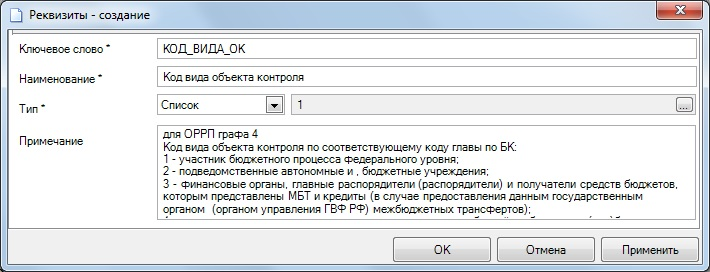 Реквизиты - создание
Ключевое слово * КОД_ВИДА_ОК
Наименование * Код вида объекта контроля
Тип * Список 1 ...
Примечание
для ОРРП графа 4
Код вида объекта контроля по соответствующему коду главы по БК:
1 - участник бюджетного процесса Федерального уровня;
2 - подведомственные автономные и , бюджетные учреждения;
3 - финансовые органы, главные распорядители (распорядители) и получатели средств бюджетов,
которым представлены МБТ и кредиты (в случае предоставления данным государственным
органом (органом управления ГВФ РФ) межбюджетных трансфертов);
OK Отмена Применить